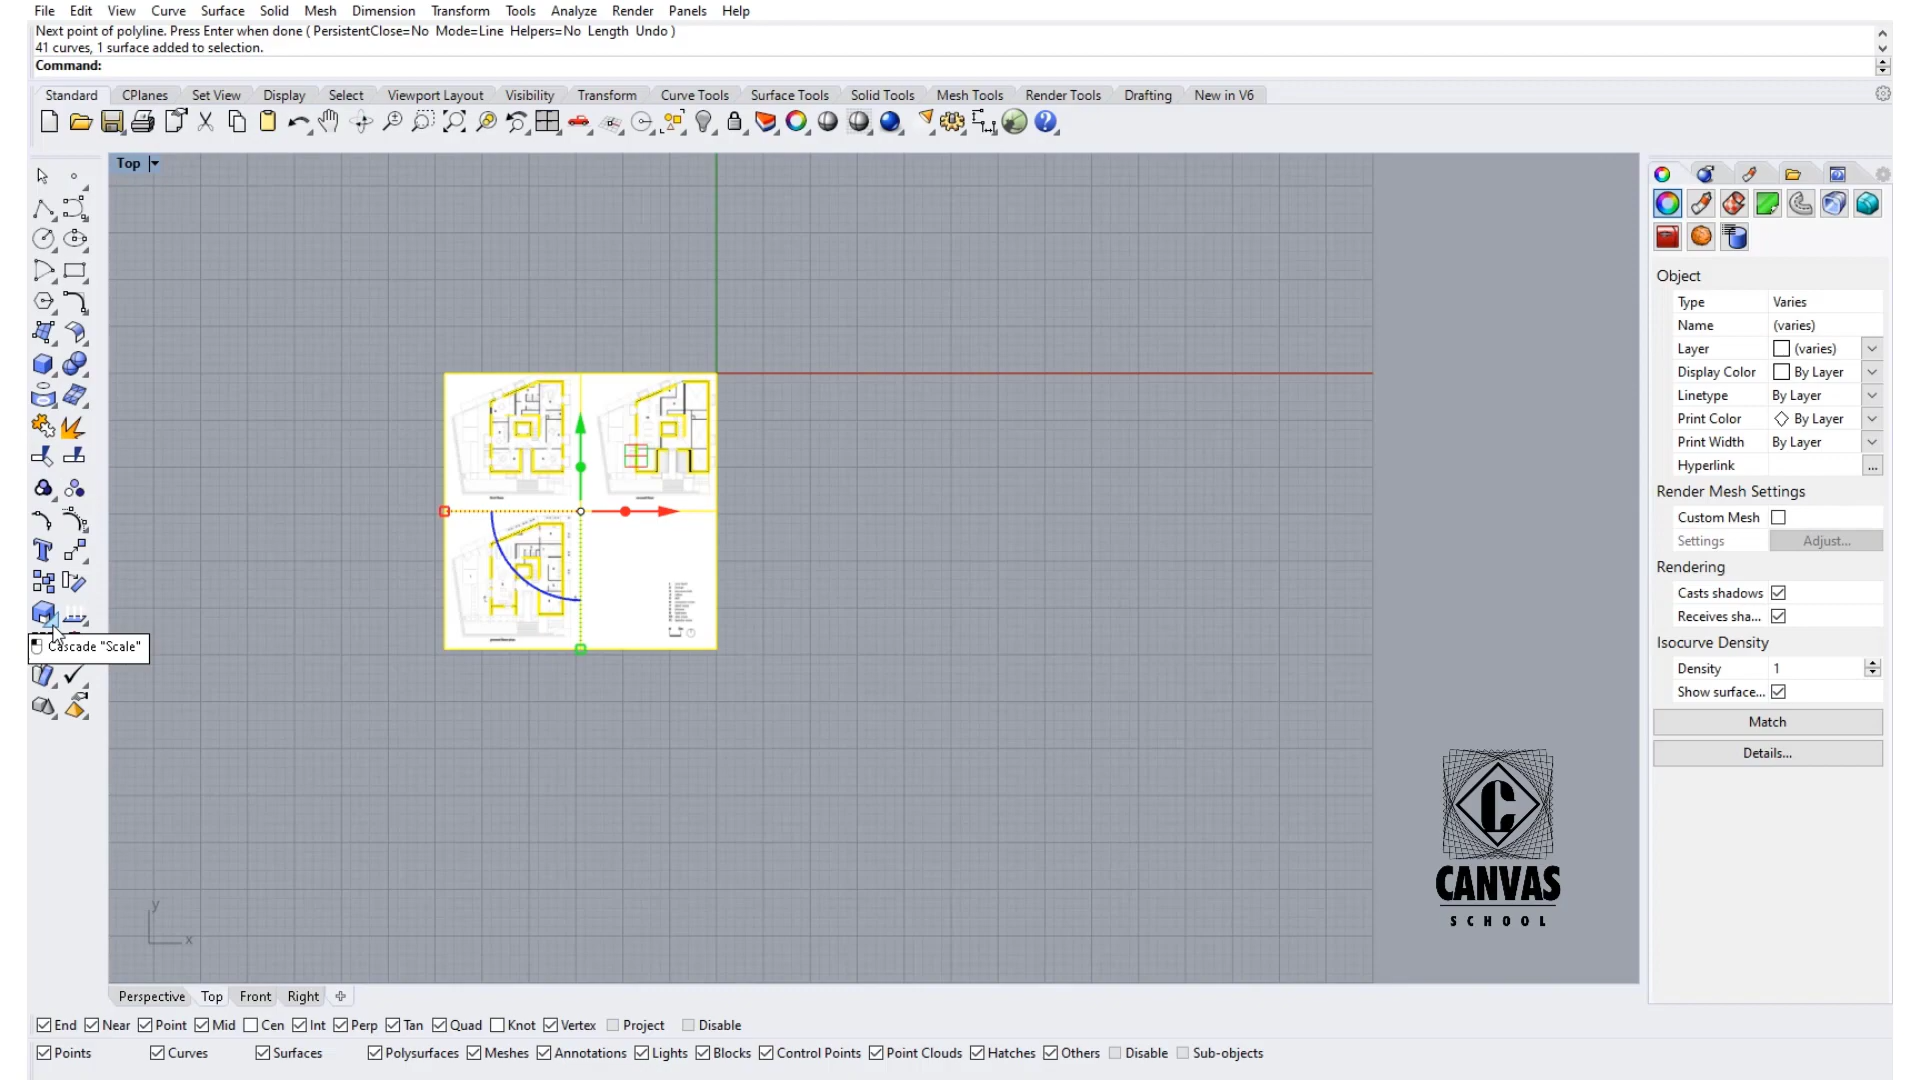 File Edit View Curve Surface Solid Mesh Dimension Transform Tools Analyze Render Panels Help
Next point of polyline. Press Enter when done ( PersistentClose=No Mode=Line Helpers=No Length Undo )
41 curves, 1 surface added to selection.
Command:
Standard CPlanes Set View Display Select Viewport Layout Visibility Transform Curve Tools Surface Tools Solid Tools Mesh Tools Render Tools Drafting New in V6
Top
Object
Type Varies
Name (varies)
Layer (varies)
Display Color By Layer
Linetype By Layer
Print Color By Layer
Print Width By Layer
Hyperlink ...
Render Mesh Settings
Custom Mesh
Settings Adjust...
Rendering
Casts shadows
Receives sha...
Isocurve Density
Density 1
Show surface...
Match
Details...
Cascade "Scale"
y
x
CANVAS
SCHOOL
Perspective Top Front Right
End Near Point Mid Cen Int Perp Tan Quad Knot Vertex Project Disable
Points Curves Surfaces Polysurfaces Meshes Annotations Lights Blocks Control Points Point Clouds Hatches Others Disable Sub-objects